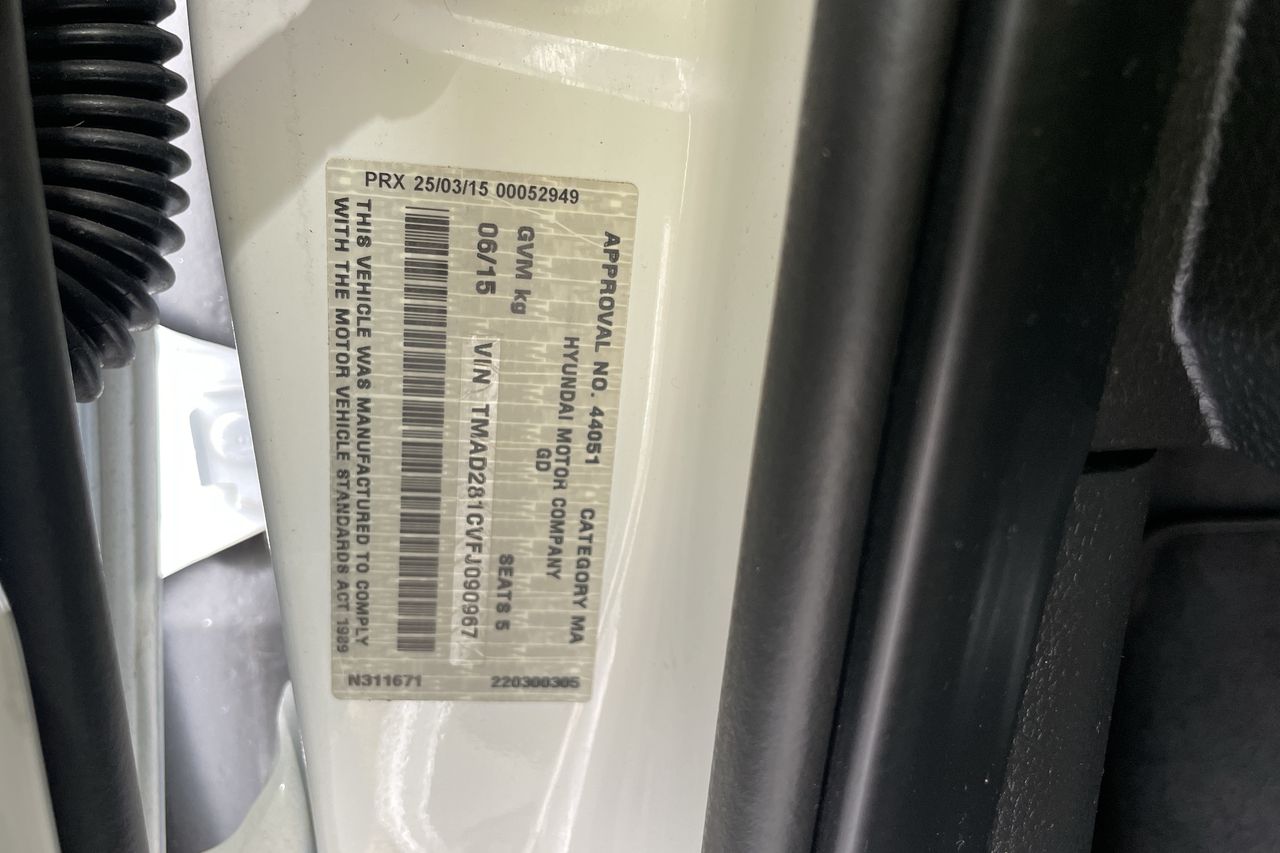 PRX 25/03/15 00052949
APPROVAL NO. 44051 CATEGORY MA
HYUNDAI MOTOR COMPANY
GD
GVM kg SEATS 5
06/15 VIN TMAD281CVFJ090967
THIS VEHICLE WAS MANUFACTURED TO COMPLY
WITH THE MOTOR VEHICLE STANDARDS ACT 1989
N311671 220300305